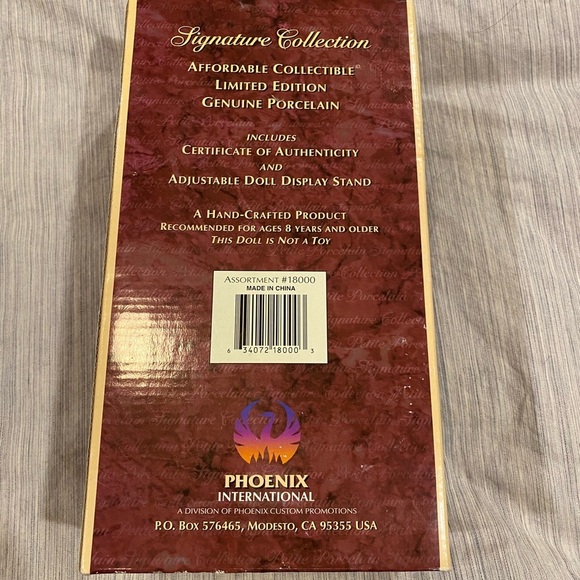 Signature Collection
AFFORDABLE COLLECTIBLE©
LIMITED EDITION
GENUINE PORCELAIN
INCLUDES
CERTIFICATE OF AUTHENTICITY
AND
ADJUSTABLE DOLL DISPLAY STAND
A HAND-CRAFTED PRODUCT
RECOMMENDED FOR AGES 8 YEARS AND OLDER
THIS DOLL IS NOT A TOY
ASSORTMENT #18000
MADE IN CHINA
6 34072 18000 3
PHOENIX
INTERNATIONAL
A DIVISION OF PHOENIX CUSTOM PROMOTIONS
P.O. BOX 576465, MODESTO, CA 95355 USA